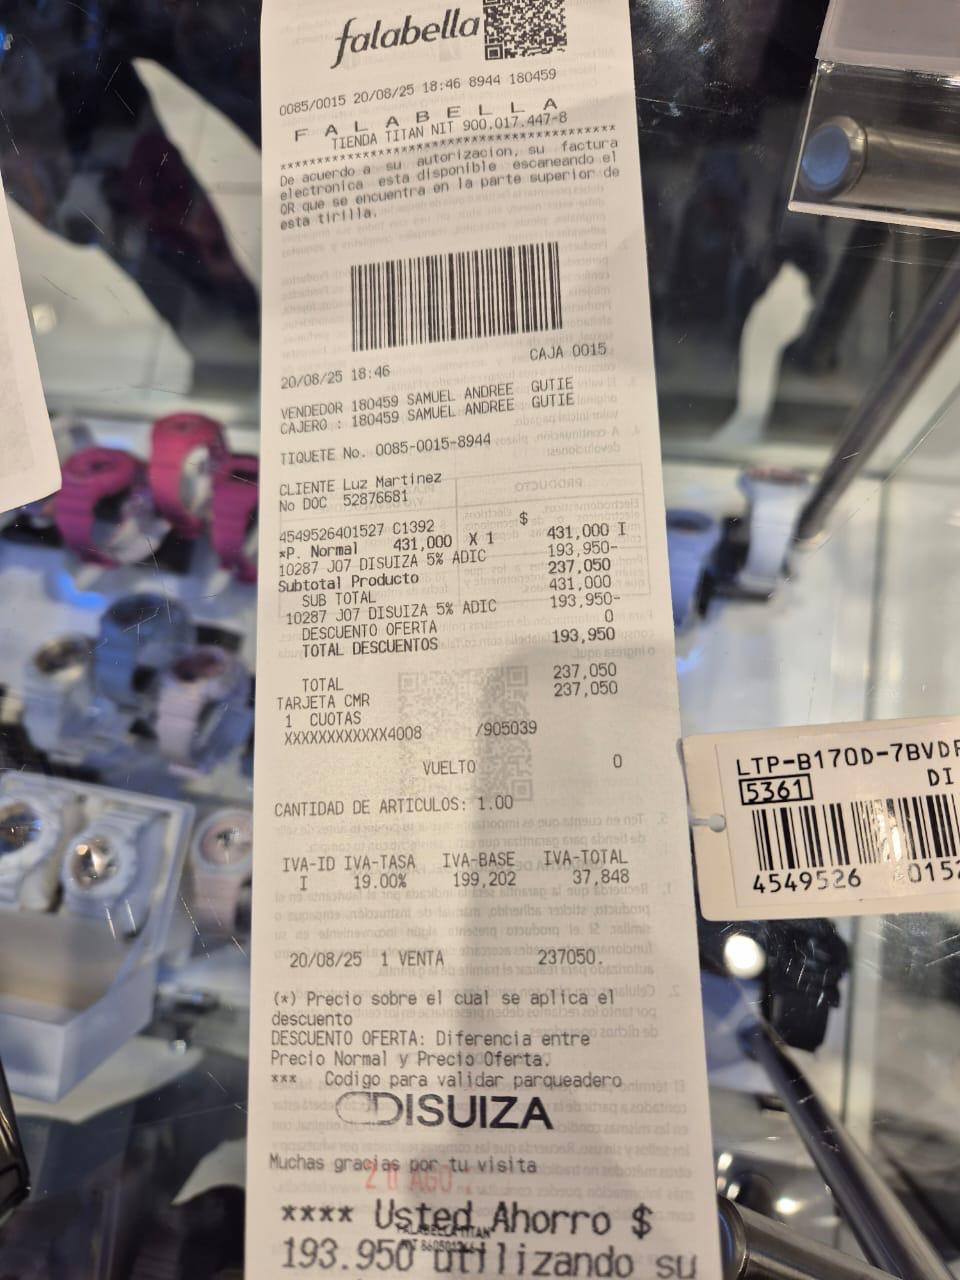 falabella
0085/0015 20/08/25 18:46 8944 180459
F A L A B E L L A
TIENDA TITAN NIT 900.017.447-8
De acuerdo a su autorizacion, su factura
electronica esta disponible escaneando el
QR que se encuentra en la parte superior de
esta tirilla.
CAJA 0015
20/08/25 18:46
VENDEDOR 180459 SAMUEL ANDREE GUTIE
CAJERO : 180459 SAMUEL ANDREE GUTIE
TIQUETE No. 0085-0015-8944
CLIENTE Luz Martinez
No DOC 52876681
$
4549526401527 C1392 431,000 I
*P. Normal 431,000 X 1
10287 J07 DISUIZA 5% ADIC 193,950-
Subtotal Producto 237,050
SUB TOTAL 431,000
10287 J07 DISUIZA 5% ADIC 193,950-
DESCUENTO OFERTA 0
TOTAL DESCUENTOS 193,950
TOTAL 237,050
TARJETA CMR 237,050
1 CUOTAS
XXXXXXXXXXXX4008 /905039
VUELTO 0
CANTIDAD DE ARTICULOS: 1.00
IVA-ID IVA-TASA IVA-BASE IVA-TOTAL
I 19.00% 199,202 37,848
20/08/25 1 VENTA 237050.
(*) Precio sobre el cual se aplica el
descuento
DESCUENTO OFERTA: Diferencia entre
Precio Normal y Precio Oferta.
*** Codigo para validar parqueadero
DISUIZA
Muchas gracias por tu visita
20 AGO.
**** Usted Ahorro $
193.950 utilizando su
LTP-B170D-7BVDF
5361 DI
4549526 4015